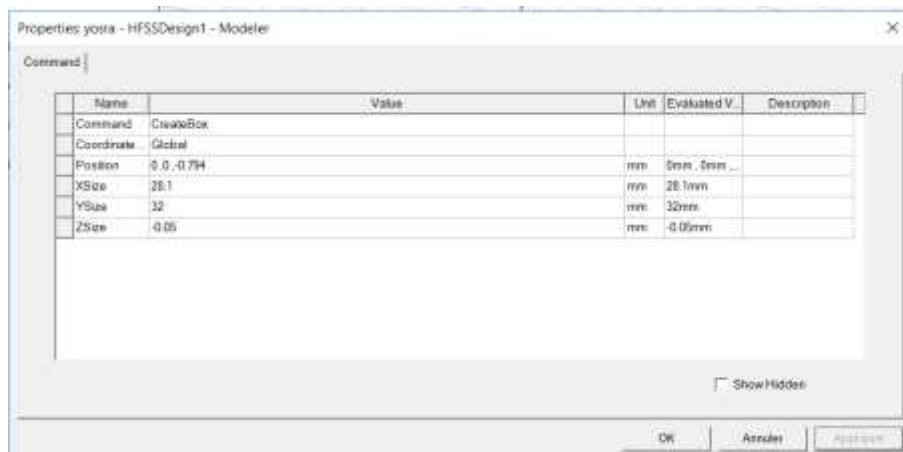 Properties: yosra - HFSSDesign1 - Modeler
Command
Name Value Unit Evaluated V... Description
Command CreateBox
Coordinate... Global
Position 0 ,0 ,-0.794 mm 0mm , 0mm ...
XSize 28.1 mm 28.1mm
YSize 32 mm 32mm
ZSize -0.05 mm -0.05mm
Show Hidden
OK Annuler